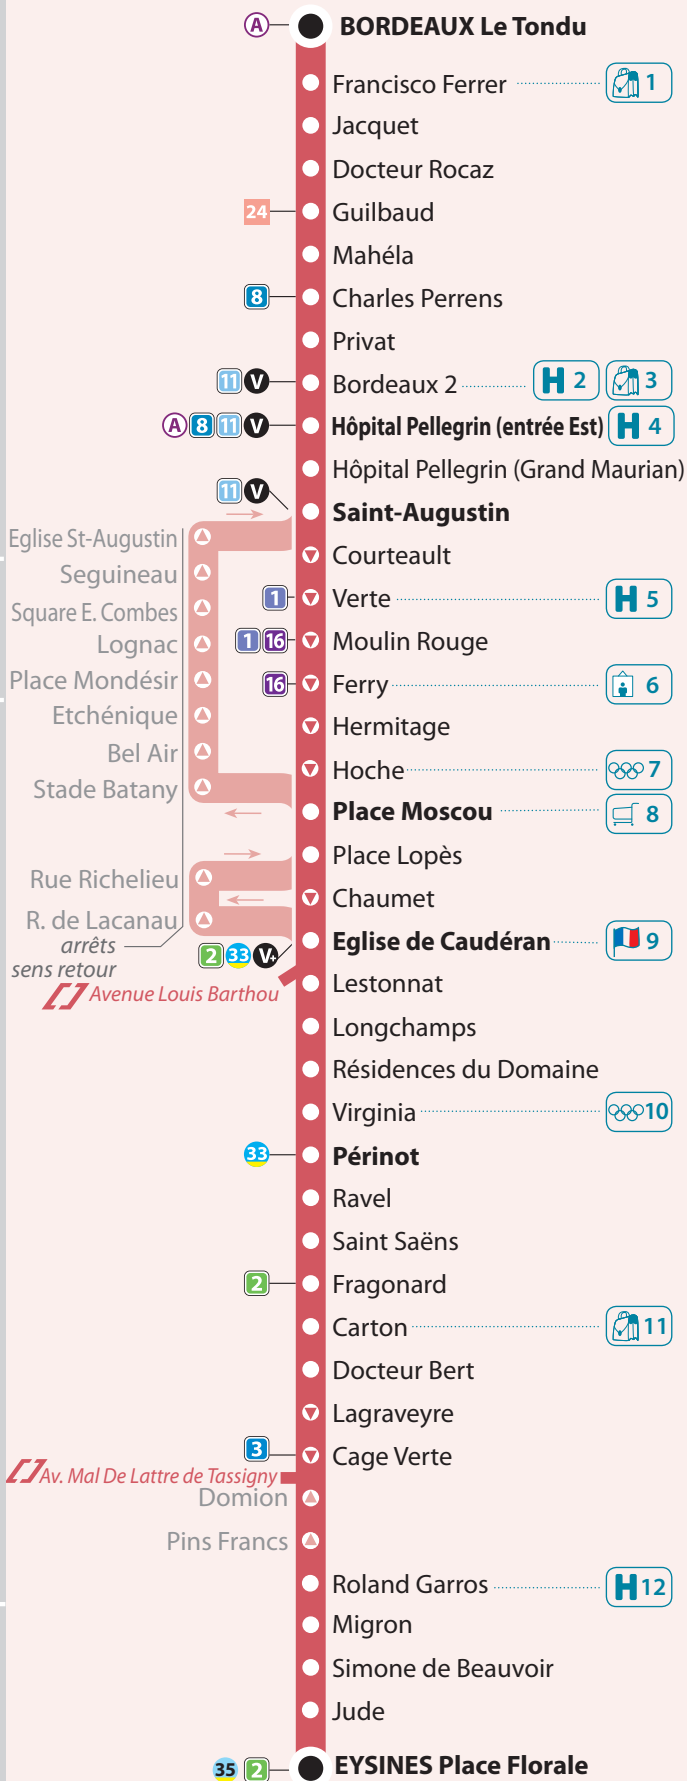 A BORDEAUX Le Tondu
Francisco Ferrer 1
Jacquet
Docteur Rocaz
24 Guilbaud
Mahéla
8 Charles Perrens
Privat
11 V Bordeaux 2 H 2 3
A 8 11 V Hôpital Pellegrin (entrée Est) H 4
Hôpital Pellegrin (Grand Maurian)
11 V Saint-Augustin
Eglise St-Augustin
Courteault
Seguineau
1 Verte H 5
Square E. Combes
1 16 Moulin Rouge
Lognac
16 Ferry 6
Place Mondésir
Etchénique
Hermitage
Bel Air
Hoche 7
Stade Batany
Place Moscou 8
Place Lopès
Rue Richelieu
Chaumet
R. de Lacanau
arrêts
sens retour
2 33 V+ Eglise de Caudéran 9
Avenue Louis Barthou
Lestonnat
Longchamps
Résidences du Domaine
Virginia 10
33 Périnot
Ravel
Saint Saëns
2 Fragonard
Carton 11
Docteur Bert
Lagraveyre
3 Cage Verte
Av. Mal De Lattre de Tassigny
Domion
Pins Francs
Roland Garros H 12
Migron
Simone de Beauvoir
Jude
35 2 EYSINES Place Florale